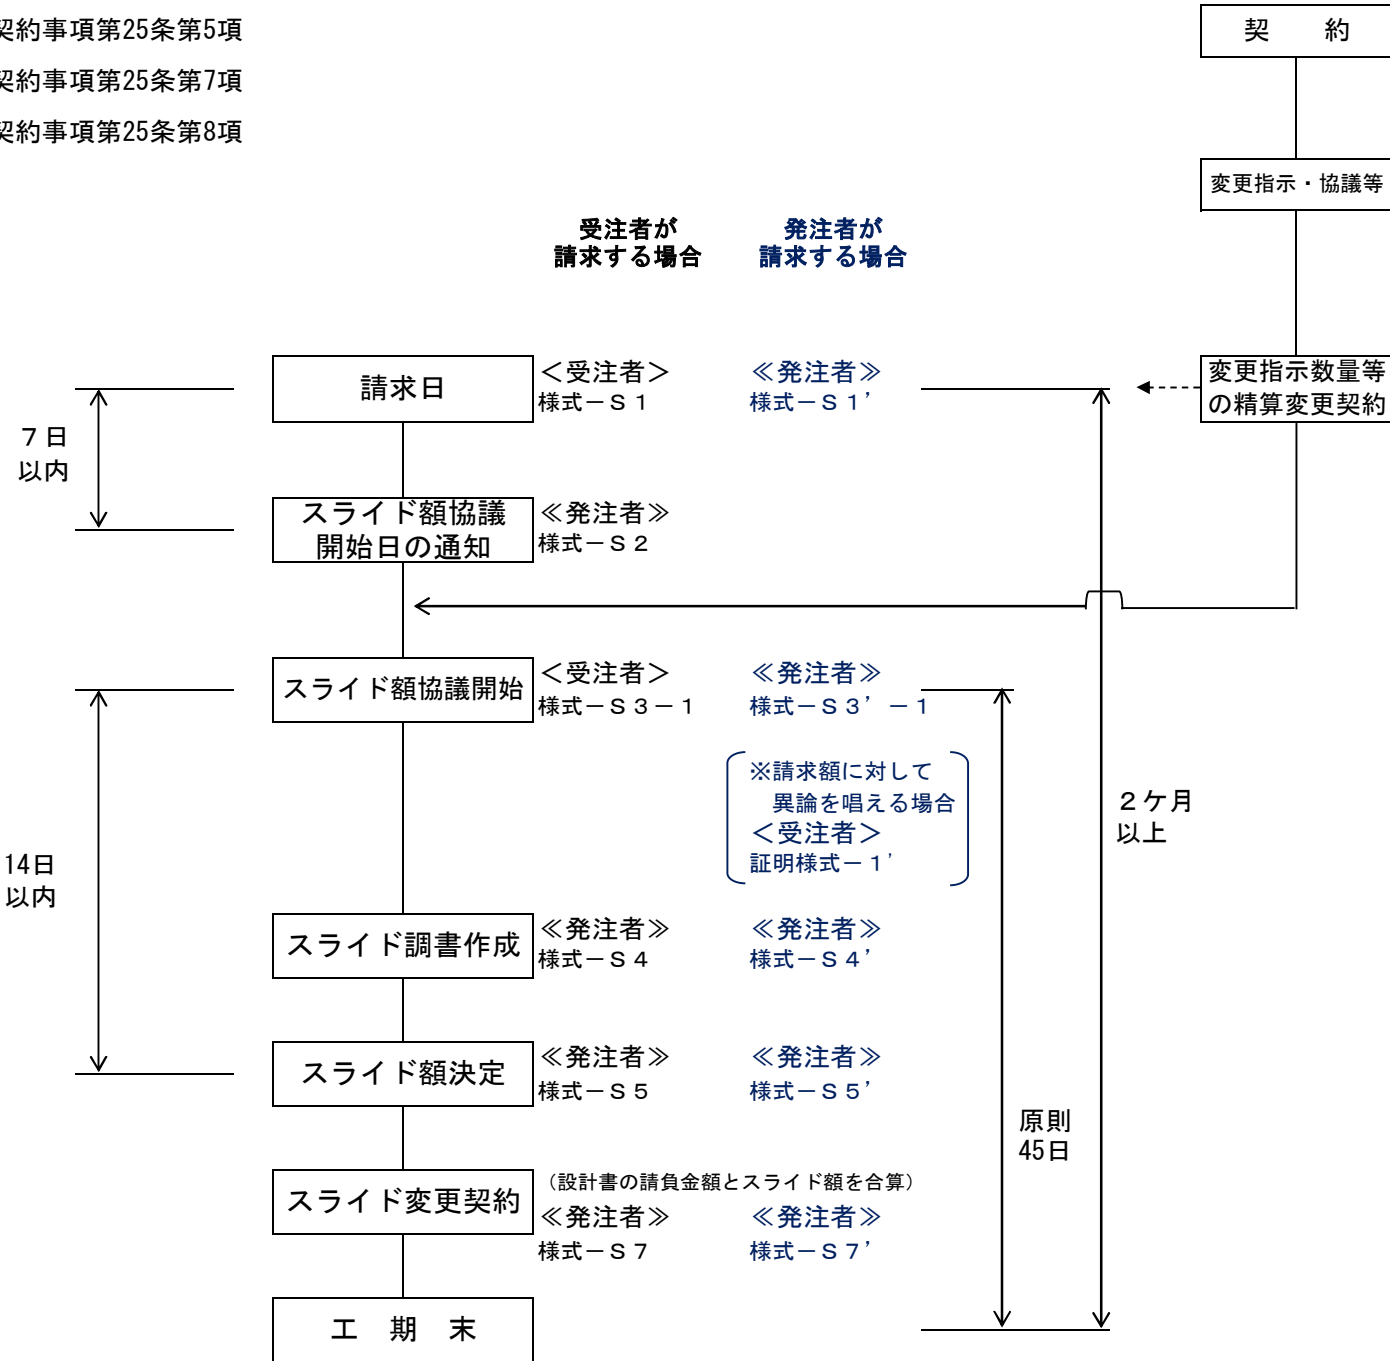 契約事項第25条第5項
契約事項第25条第7項
契約事項第25条第8項
契　約
変更指示・協議等
変更指示数量等
の精算変更契約
受注者が
請求する場合
発注者が
請求する場合
請求日
＜受注者＞
様式－Ｓ１
≪発注者≫
様式－Ｓ１’
７日
以内
スライド額協議
開始日の通知
≪発注者≫
様式－Ｓ２
スライド額協議開始
＜受注者＞
様式－Ｓ３－１
≪発注者≫
様式－Ｓ３’－１
※請求額に対して
異論を唱える場合
＜受注者＞
証明様式－１’
２ケ月
以上
14日
以内
スライド調書作成
≪発注者≫
様式－Ｓ４
≪発注者≫
様式－Ｓ４’
スライド額決定
≪発注者≫
様式－Ｓ５
≪発注者≫
様式－Ｓ５’
原則
45日
スライド変更契約
（設計書の請負金額とスライド額を合算）
≪発注者≫
様式－Ｓ７
≪発注者≫
様式－Ｓ７’
工　期　末